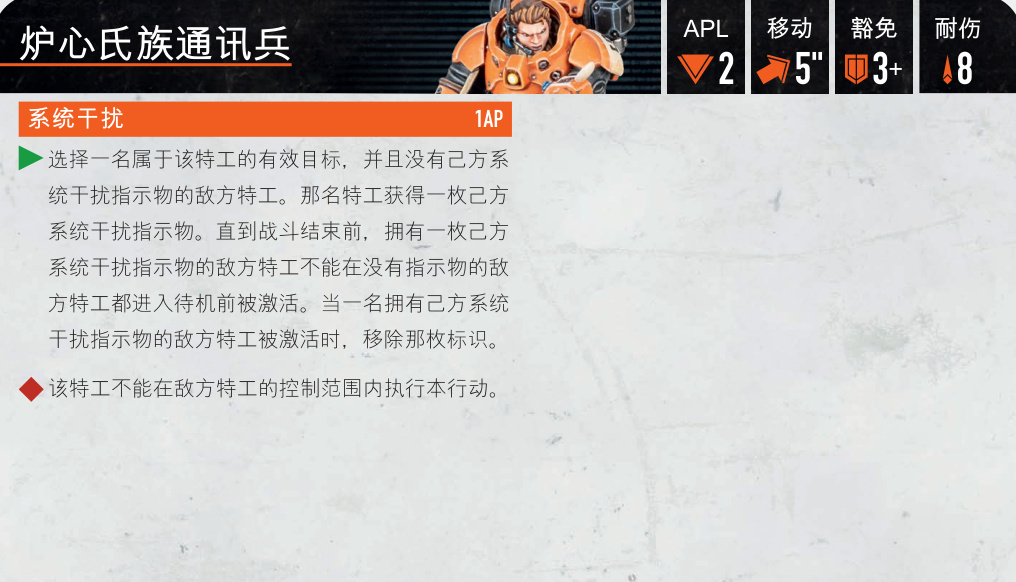 炉心氏族通讯兵
APL
2
移动
5"
豁免
3+
耐伤
8
系统干扰 1AP
选择一名属于该特工的有效目标，并且没有己方系
统干扰指示物的敌方特工。那名特工获得一枚己方
系统干扰指示物。直到战斗结束前，拥有一枚己方
系统干扰指示物的敌方特工不能在没有指示物的敌
方特工都进入待机前被激活。当一名拥有己方系统
干扰指示物的敌方特工被激活时，移除那枚标识。
该特工不能在敌方特工的控制范围内执行本行动。